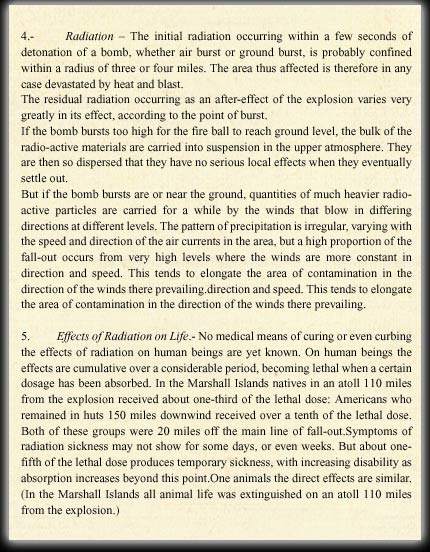 4.- Radiation – The initial radiation occurring within a few seconds of
detonation of a bomb, whether air burst or ground burst, is probably confined
within a radius of three or four miles. The area thus affected is therefore in any
case devastated by heat and blast.
The residual radiation occurring as an after-effect of the explosion varies very
greatly in its effect, according to the point of burst.
If the bomb bursts too high for the fire ball to reach ground level, the bulk of the
radio-active materials are carried into suspension in the upper atmosphere. They
are then so dispersed that they have no serious local effects when they eventually
settle out.
But if the bomb bursts are or near the ground, quantities of much heavier radio-
active particles are carried for a while by the winds that blow in differing
directions at different levels. The pattern of precipitation is irregular, varying with
the speed and direction of the air currents in the area, but a high proportion of the
fall-out occurs from very high levels where the winds are more constant in
direction and speed. This tends to elongate the area of contamination in the
direction of the winds there prevailing.direction and speed. This tends to elongate
the area of contamination in the direction of the winds there prevailing.
5. Effects of Radiation on Life.- No medical means of curing or even curbing
the effects of radiation on human beings are yet known. On human beings the
effects are cumulative over a considerable period, becoming lethal when a certain
dosage has been absorbed. In the Marshall Islands natives in an atoll 110 miles
from the explosion received about one-third of the lethal dose: Americans who
remained in huts 150 miles downwind received over a tenth of the lethal dose.
Both of these groups were 20 miles off the main line of fall-out.Symptoms of
radiation sickness may not show for some days, or even weeks. But about one-
fifth of the lethal dose produces temporary sickness, with increasing disability as
absorption increases beyond this point.One animals the direct effects are similar.
(In the Marshall Islands all animal life was extinguished on an atoll 110 miles
from the explosion.)